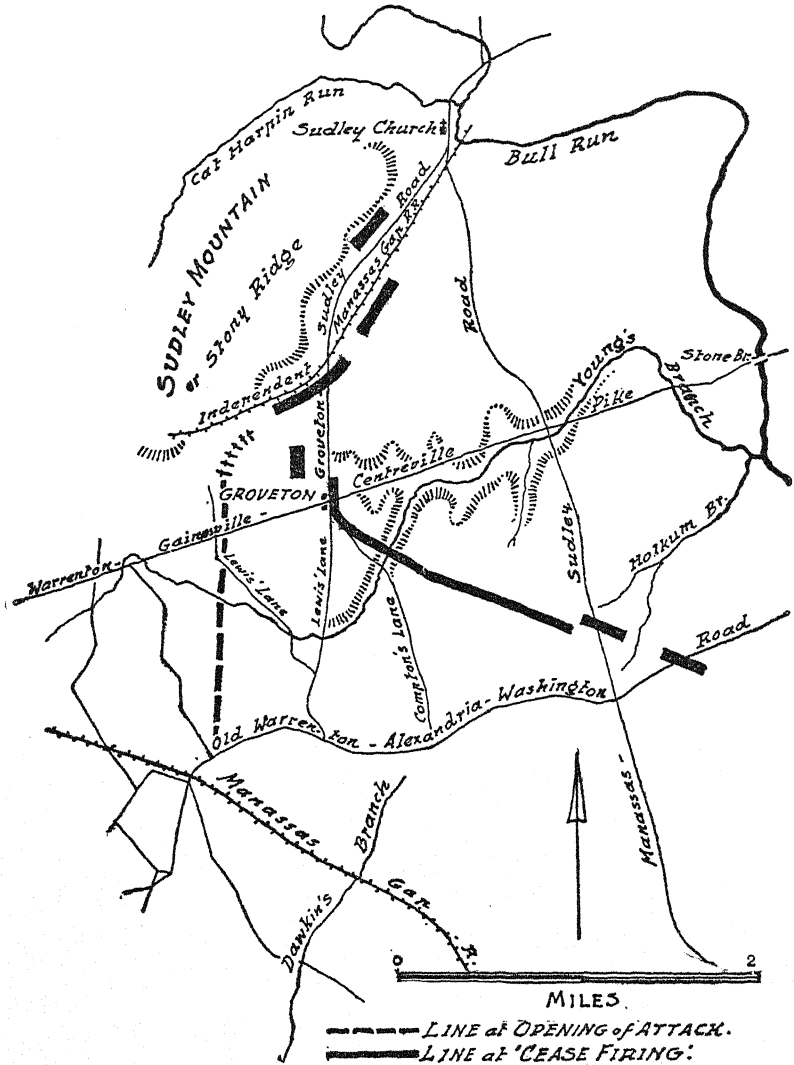 Cat Harpin Run
Sudley Church
Bull Run
SUDLEY MOUNTAIN
or Stony Ridge
Sudley Road
Manassas Gap R.R.
Road
Independent
Young's Branch
Stone Br.
Pike
Groveton
Centreville
GROVETON
Gainesville -
Warrenton -
Lewis' Lane
Lewis' Lane
Compton's Lane
Sudley
Holkum Br.
Road
Old Warrenton - Alexandria - Washington
Manassas -
Manassas Gap R.
Dawkin's Branch
0 2
MILES.
LINE at OPENING of ATTACK.
LINE at "CEASE FIRING".